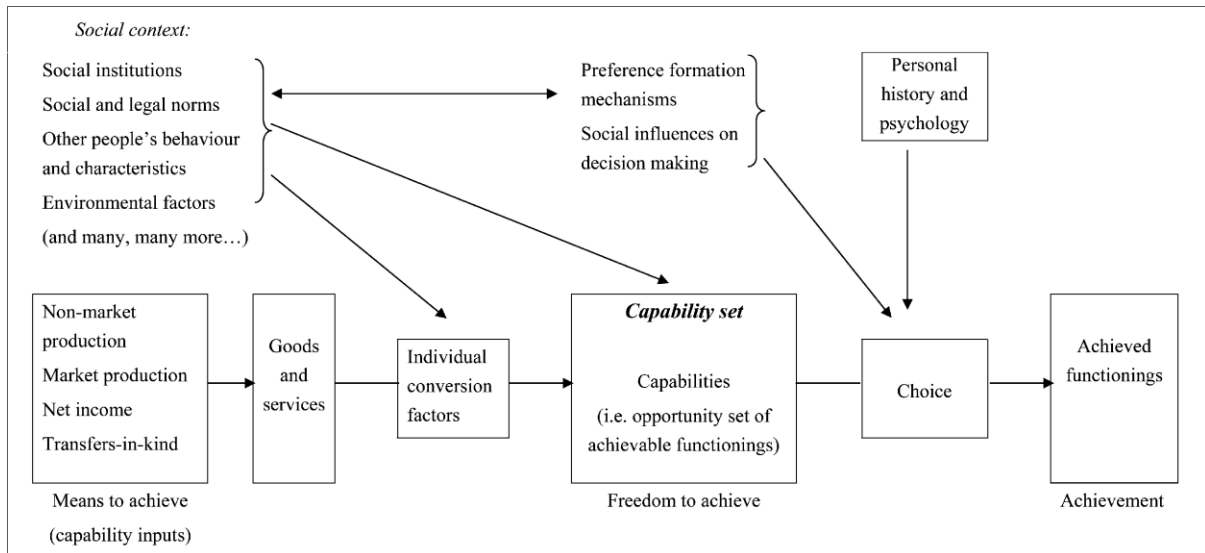 Social context:
Social institutions
Social and legal norms
Other people's behaviour
and characteristics
Environmental factors
(and many, many more…)
Preference formation
mechanisms
Social influences on
decision making
Personal
history and
psychology
Non-market
production
Market production
Net income
Transfers-in-kind
Means to achieve
(capability inputs)
Goods
and
services
Individual
conversion
factors
Capability set
Capabilities
(i.e. opportunity set of
achievable functionings)
Freedom to achieve
Choice
Achieved
functionings
Achievement